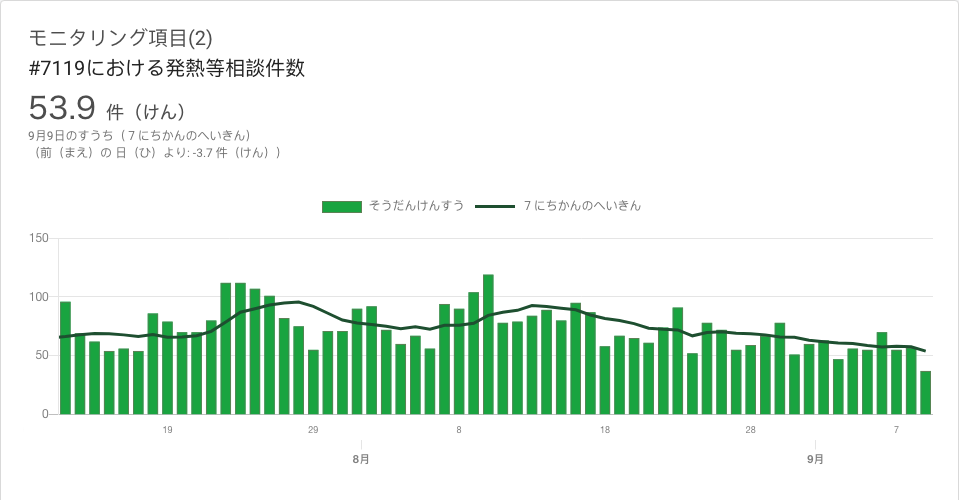 モニタリング項目(2)
#7119における発熱等相談件数
53.9 件（けん）
9月9日のすうち（７にちかんのへいきん）
（前（まえ）の 日（ひ）より: -3.7 件（けん））
そうだんけんすう ７にちかんのへいきん
150
100
50
0
19 29 8 18 28 7
8月 9月